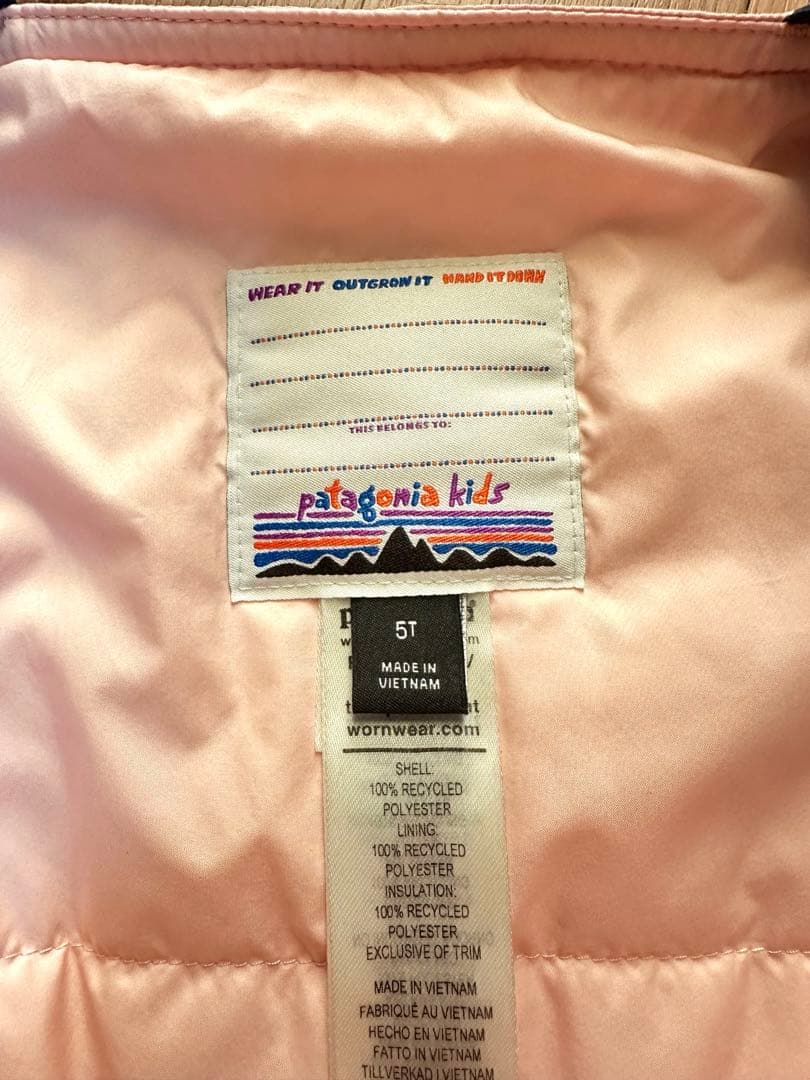 WEAR IT OUTGROW IT HAND IT DOWN
THIS BELONGS TO:
patagonia kids
5T
MADE IN
VIETNAM
wornwear.com
SHELL:
100% RECYCLED
POLYESTER
LINING:
100% RECYCLED
POLYESTER
INSULATION:
100% RECYCLED
POLYESTER
EXCLUSIVE OF TRIM
MADE IN VIETNAM
FABRIQUÉ AU VIETNAM
HECHO EN VIETNAM
FATTO IN VIETNAM
TILLVERKAD I VIETNAM